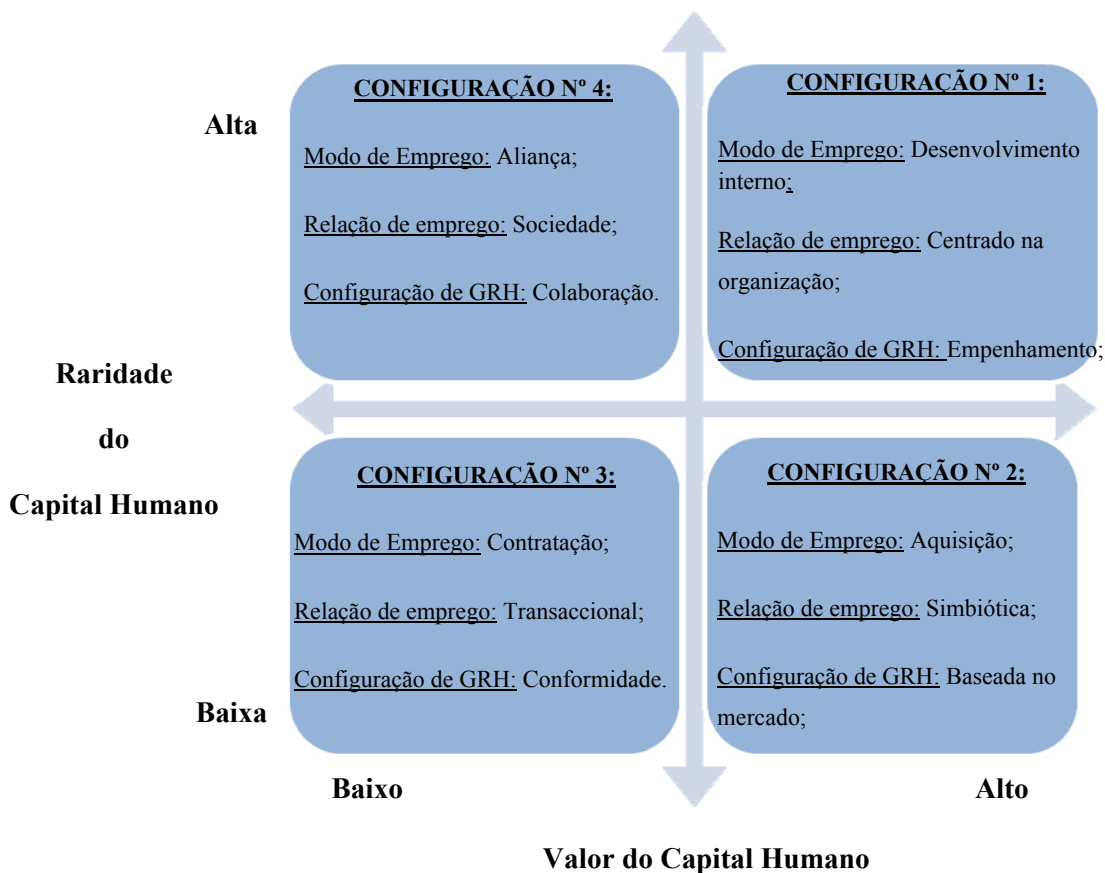 Alta
CONFIGURAÇÃO Nº 4:
Modo de Emprego: Aliança;
Relação de emprego: Sociedade;
Configuração de GRH: Colaboração.
CONFIGURAÇÃO Nº 1:
Modo de Emprego: Desenvolvimento
interno;
Relação de emprego: Centrado na
organização;
Configuração de GRH: Empenhamento;
Raridade
do
Capital Humano
CONFIGURAÇÃO Nº 3:
Modo de Emprego: Contratação;
Relação de emprego: Transaccional;
Configuração de GRH: Conformidade.
CONFIGURAÇÃO Nº 2:
Modo de Emprego: Aquisição;
Relação de emprego: Simbiótica;
Configuração de GRH: Baseada no
mercado;
Baixa
Baixo
Alto
Valor do Capital Humano